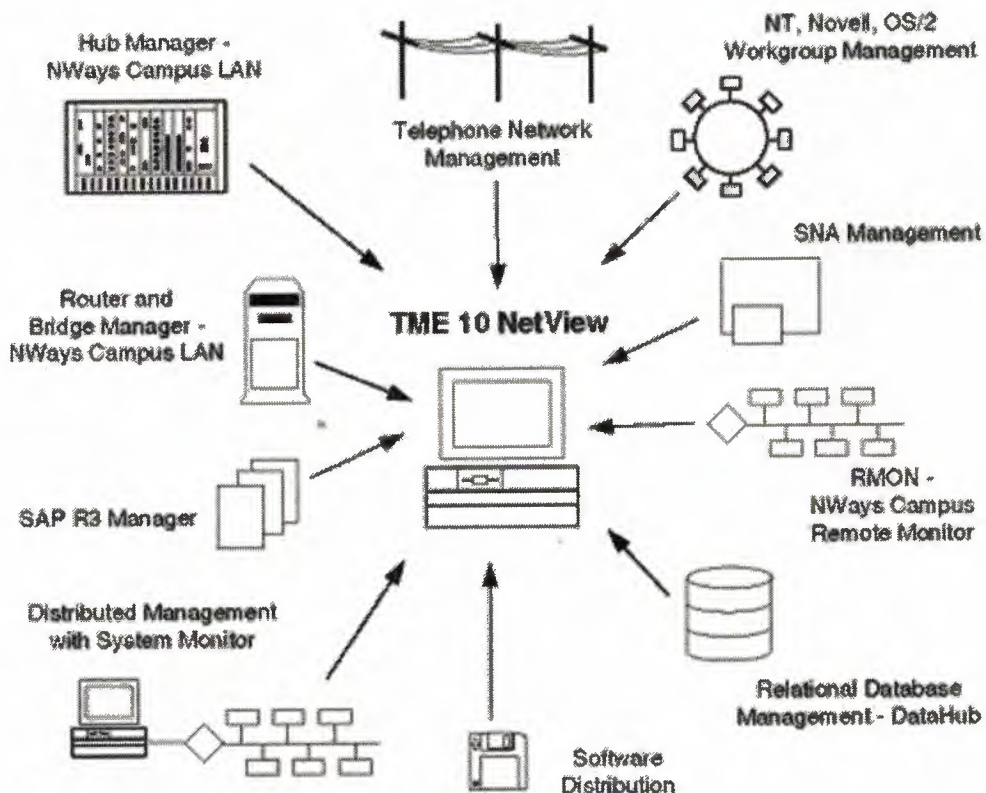 Hub Manager -
NWays Campus LAN
Telephone Network
Management
NT, Novell, OS/2
Workgroup Management
SNA Management
Router and
Bridge Manager -
NWays Campus LAN
TME 10 NetView
RMON -
NWays Campus
Remote Monitor
SAP R3 Manager
Distributed Management
with System Monitor
Relational Database
Management - DataHub
Software
Distribution